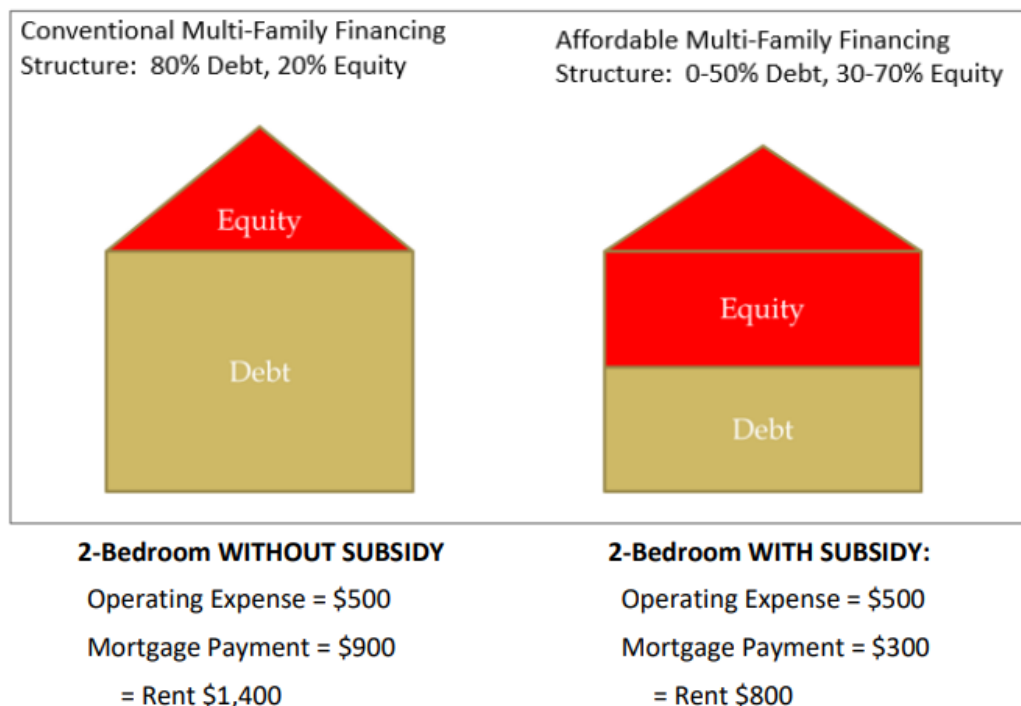 Conventional Multi-Family Financing
Structure:  80% Debt, 20% Equity
Equity
Debt
Affordable Multi-Family Financing
Structure:  0-50% Debt, 30-70% Equity
Equity
Debt
2-Bedroom WITHOUT SUBSIDY
Operating Expense = $500
Mortgage Payment = $900
= Rent $1,400
2-Bedroom WITH SUBSIDY:
Operating Expense = $500
Mortgage Payment = $300
= Rent $800